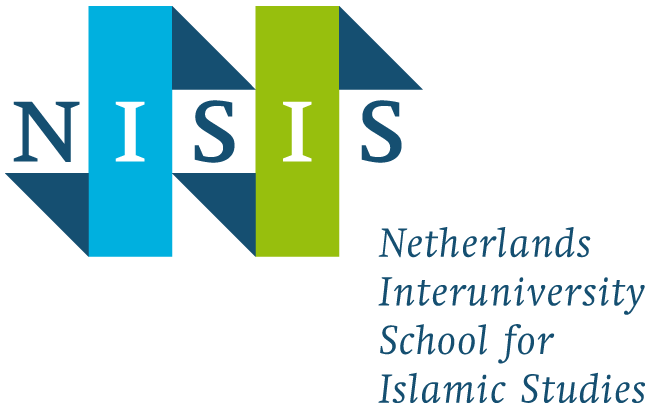 NISIS
Netherlands
Interuniversity
School for
Islamic Studies